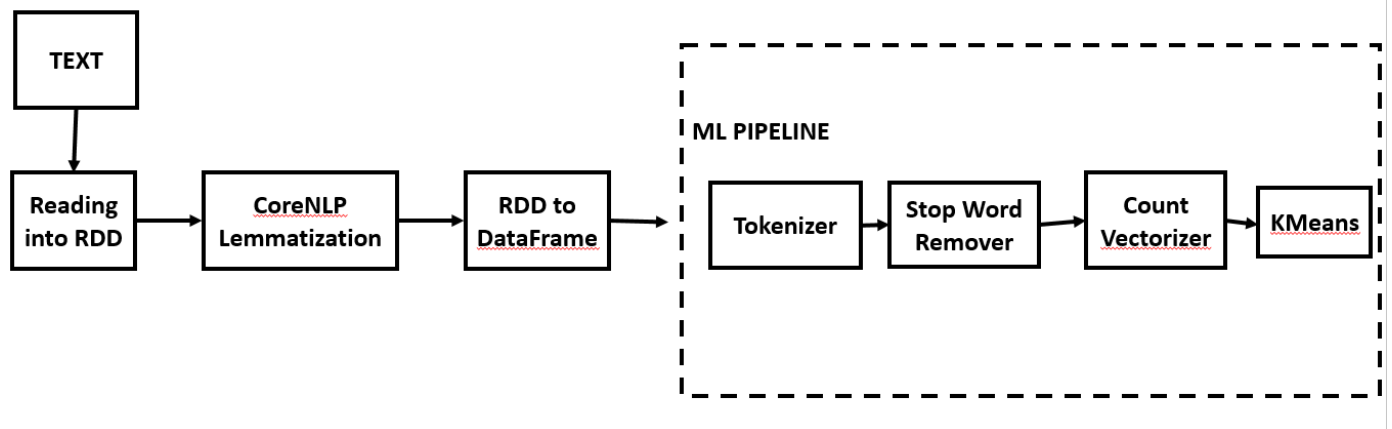 TEXT
Reading
into RDD
CoreNLP
Lemmatization
RDD to
DataFrame
ML PIPELINE
Tokenizer
Stop Word
Remover
Count
Vectorizer
KMeans